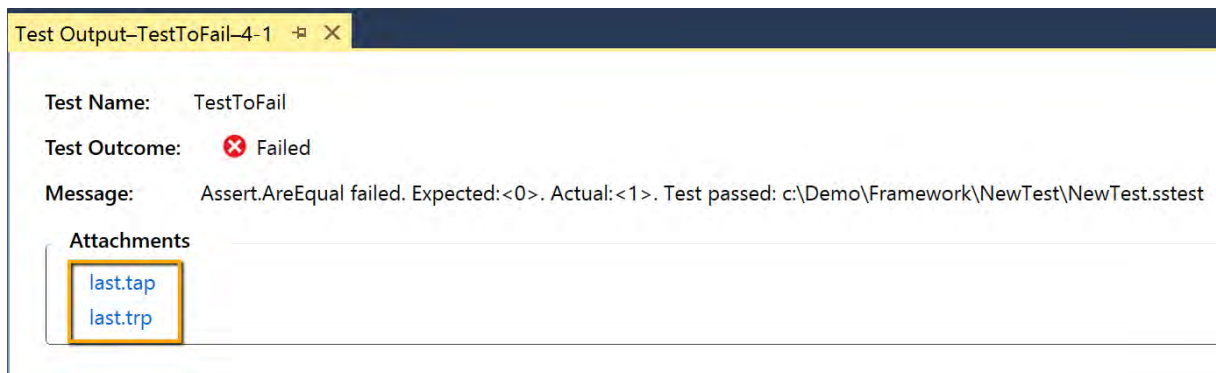 Test Output–TestToFail–4-1
Test Name: TestToFail
Test Outcome: Failed
Message: Assert.AreEqual failed. Expected:<0>. Actual:<1>. Test passed: c:\Demo\Framework\NewTest\NewTest.sstest
Attachments
last.tap
last.trp